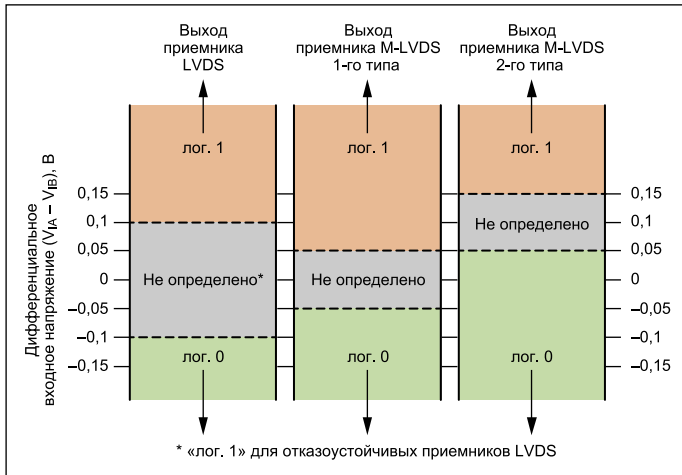 Выход
приемника
LVDS
Выход
приемника M-LVDS
1-го типа
Выход
приемника M-LVDS
2-го типа
Дифференциальное
входное напряжение (VIA – VIB), В
0,15
0,1
0,05
0
–0,05
–0,1
–0,15
лог. 1
Не определено*
лог. 0
лог. 1
Не определено
лог. 0
лог. 1
Не определено
лог. 0
0,15
0,1
0,05
0
–0,05
–0,1
–0,15
* «лог. 1» для отказоустойчивых приемников LVDS